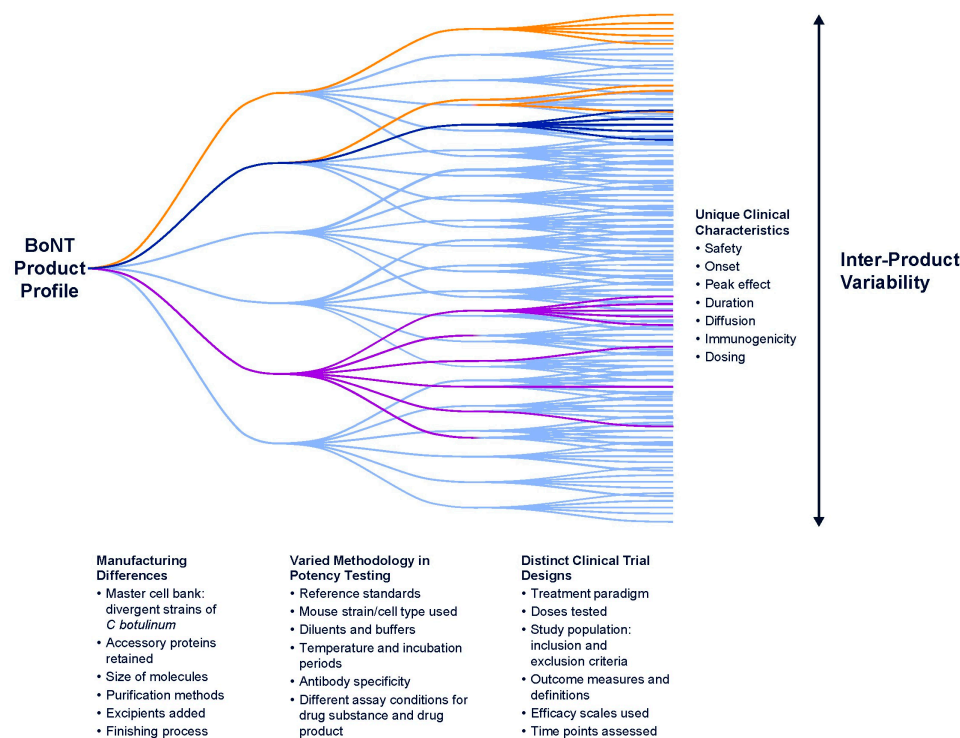 BoNT
Product
Profile
Unique Clinical
Characteristics
• Safety
• Onset
• Peak effect
• Duration
• Diffusion
• Immunogenicity
• Dosing
Inter-Product
Variability
Manufacturing
Differences
• Master cell bank:
divergent strains of
C botulinum
• Accessory proteins
retained
• Size of molecules
• Purification methods
• Excipients added
• Finishing process
Varied Methodology in
Potency Testing
• Reference standards
• Mouse strain/cell type used
• Diluents and buffers
• Temperature and incubation
periods
• Antibody specificity
• Different assay conditions for
drug substance and drug
product
Distinct Clinical Trial
Designs
• Treatment paradigm
• Doses tested
• Study population:
inclusion and
exclusion criteria
• Outcome measures and
definitions
• Efficacy scales used
• Time points assessed